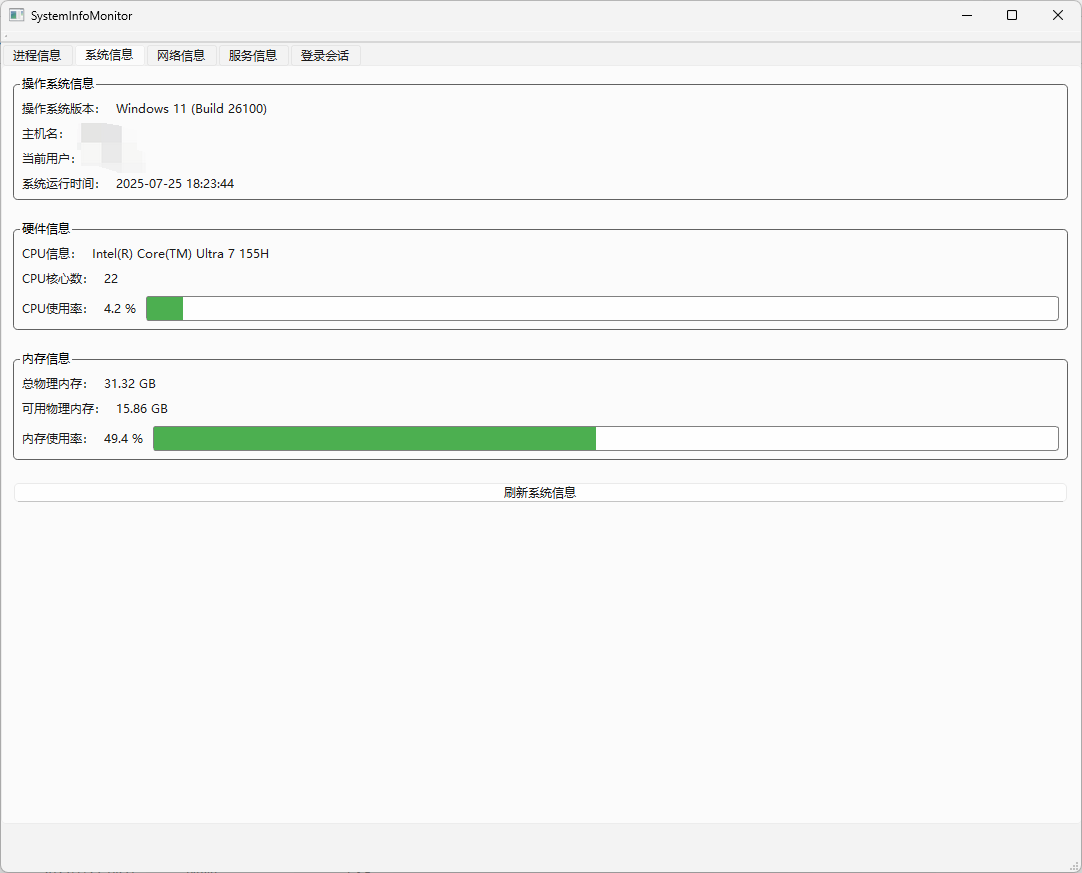 SystemInfoMonitor
进程信息 系统信息 网络信息 服务信息 登录会话
操作系统信息
操作系统版本： Windows 11 (Build 26100)
主机名：
当前用户：
系统运行时间： 2025-07-25 18:23:44
硬件信息
CPU信息： Intel(R) Core(TM) Ultra 7 155H
CPU核心数： 22
CPU使用率： 4.2 %
内存信息
总物理内存： 31.32 GB
可用物理内存： 15.86 GB
内存使用率： 49.4 %
刷新系统信息